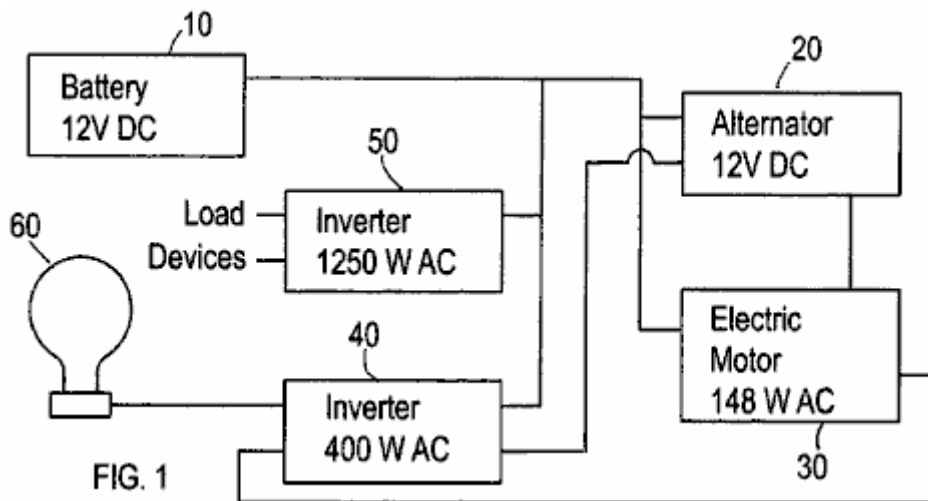 10
Battery
12V DC
20
Alternator
12V DC
50
Load
Devices
Inverter
1250 W AC
60
40
Inverter
400 W AC
Electric
Motor
148 W AC
30
FIG. 1